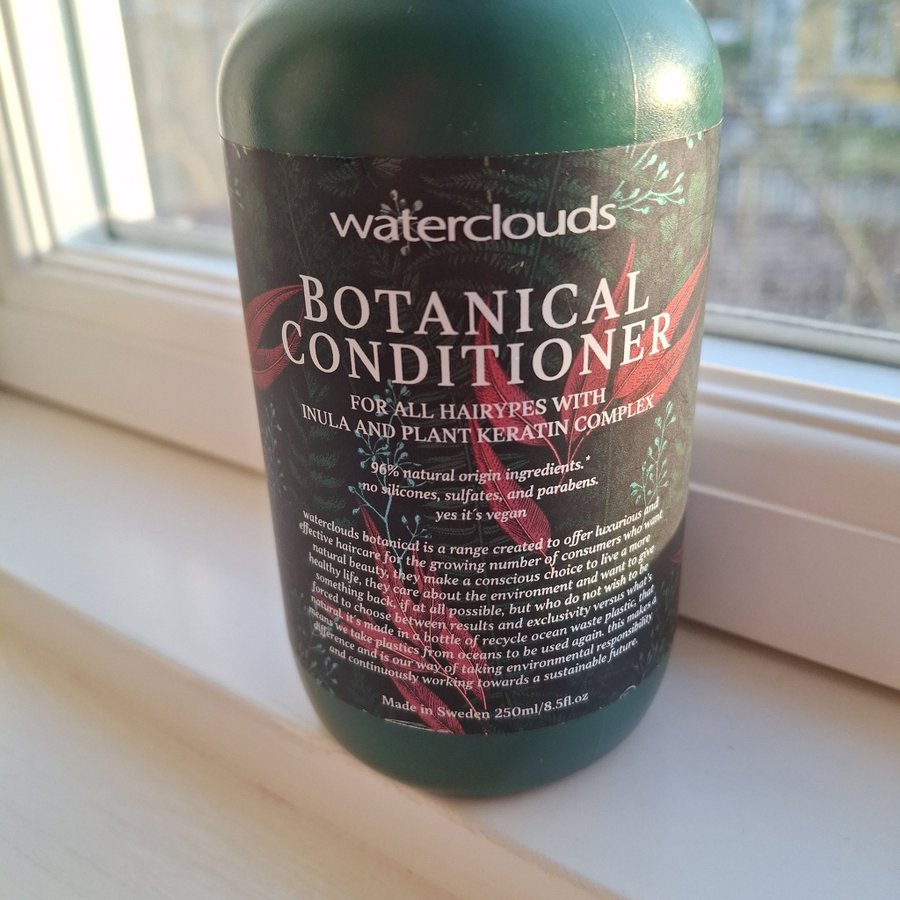 waterclouds
BOTANICAL
CONDITIONER
FOR ALL HAIRYPES WITH
INULA AND PLANT KERATIN COMPLEX
96% natural origin ingredients.*
no silicones, sulfates, and parabens.
yes it's vegan
waterclouds botanical is a range created to offer luxurious and
effective haircare for the growing number of consumers who want
natural beauty, they make a conscious choice to live a more
healthy life, they care about the environment and want to give
something back, if at all possible, but who do not wish to be
forced to choose between results and exclusivity versus what's
natural. it's made in a bottle of recycle ocean waste plastic. that
means we take plastics from oceans to be used again. this makes a
difference and is our way of taking environmental responsibility
and continuously working towards a sustainable future.
Made in Sweden 250ml/8.5fl.oz